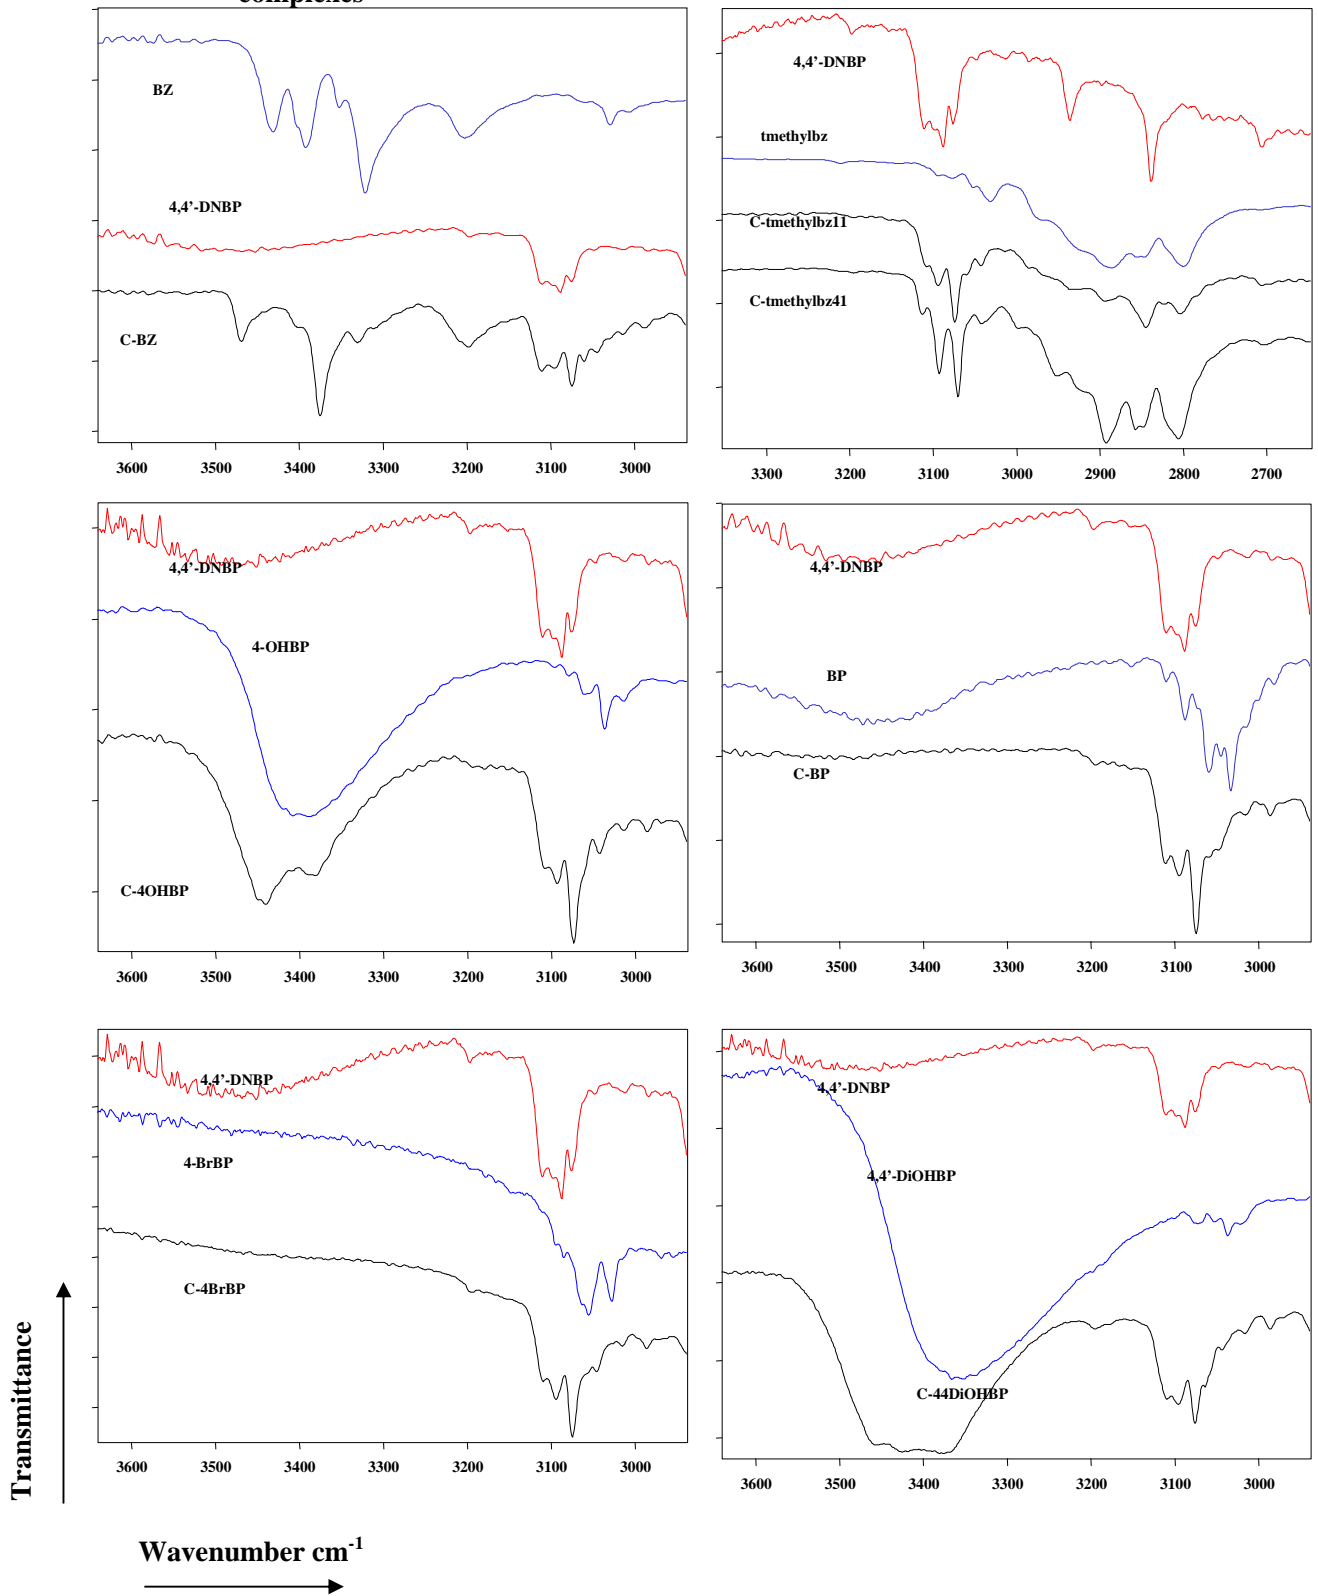 complexes
BZ
4,4'-DNBP
C-BZ
3600 3500 3400 3300 3200 3100 3000
4,4'-DNBP
tmethylbz
C-tmethylbz11
C-tmethylbz41
3300 3200 3100 3000 2900 2800 2700
4,4'-DNBP
4-OHBP
C-4OHBP
3600 3500 3400 3300 3200 3100 3000
4,4'-DNBP
BP
C-BP
3600 3500 3400 3300 3200 3100 3000
4,4'-DNBP
4-BrBP
C-4BrBP
3600 3500 3400 3300 3200 3100 3000
4,4'-DNBP
4,4'-DiOHBP
C-44DiOHBP
3600 3500 3400 3300 3200 3100 3000
Transmittance
Wavenumber cm-1